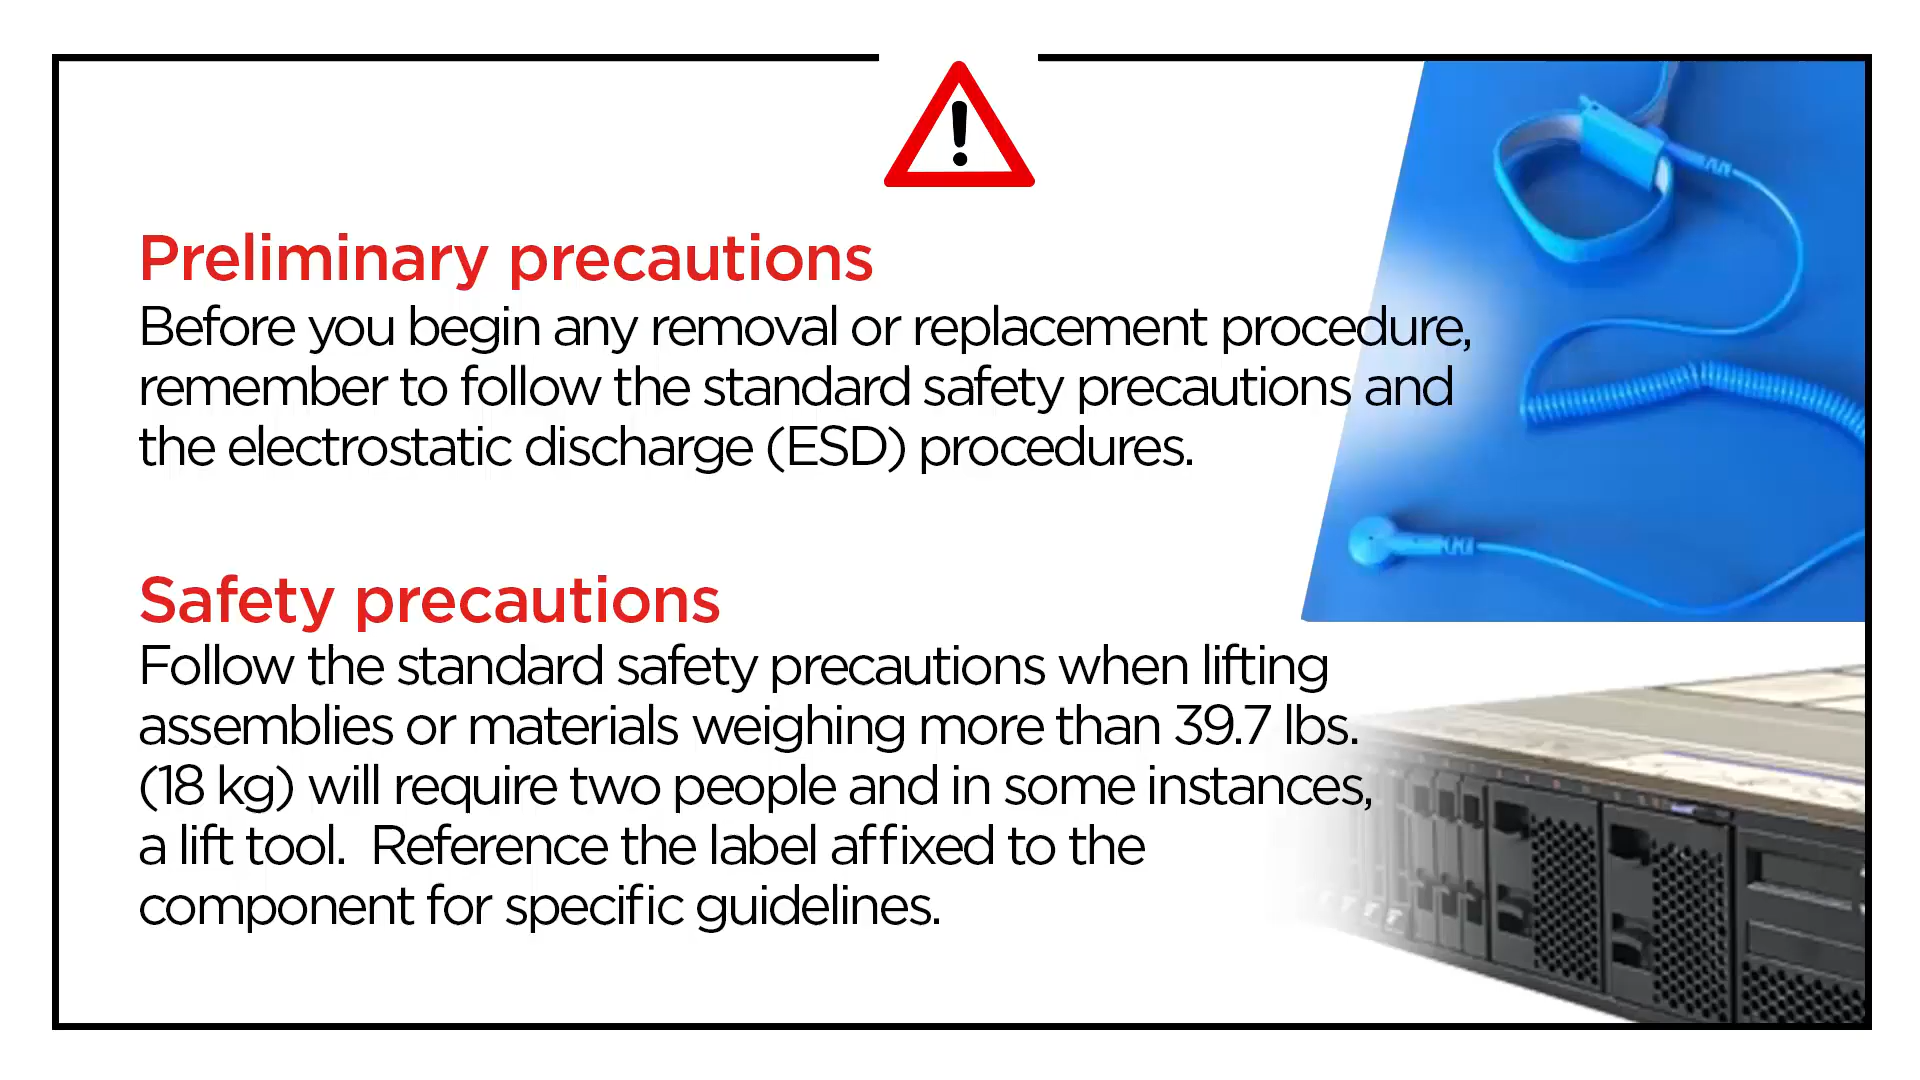 Preliminary precautions
Before you begin any removal or replacement procedure,
remember to follow the standard safety precautions and
the electrostatic discharge (ESD) procedures.
Safety precautions
Follow the standard safety precautions when lifting
assemblies or materials weighing more than 39.7 lbs.
(18 kg) will require two people and in some instances,
a lift tool.  Reference the label affixed to the
component for specific guidelines.